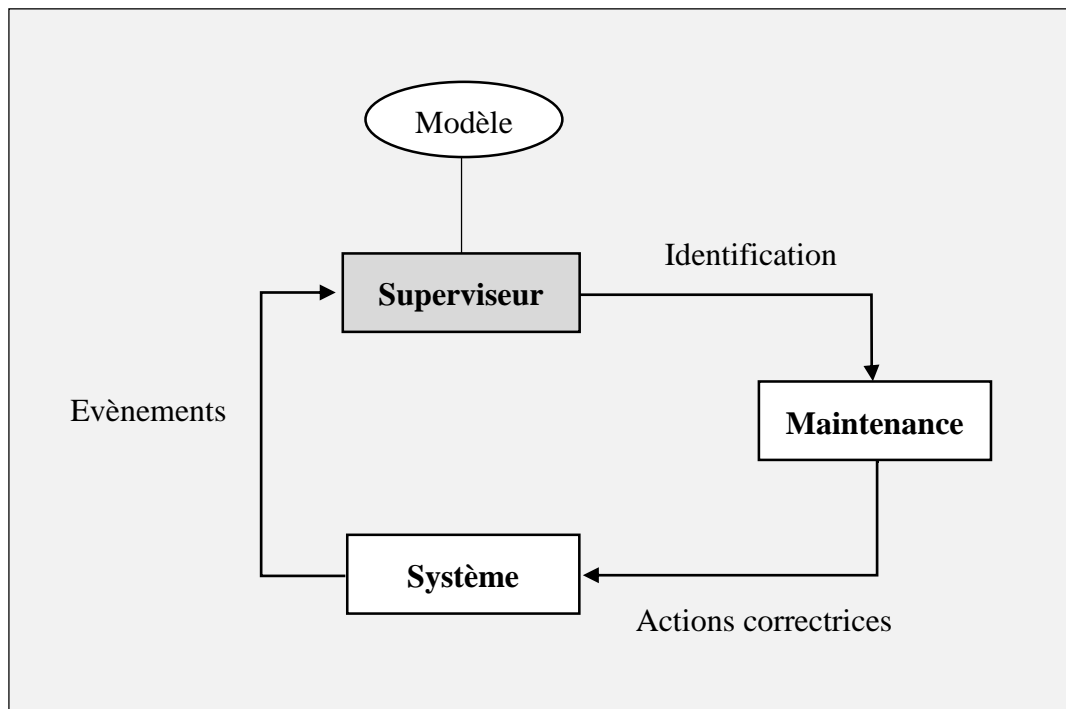 Modèle
Identification
Superviseur
Evènements
Maintenance
Système
Actions correctrices